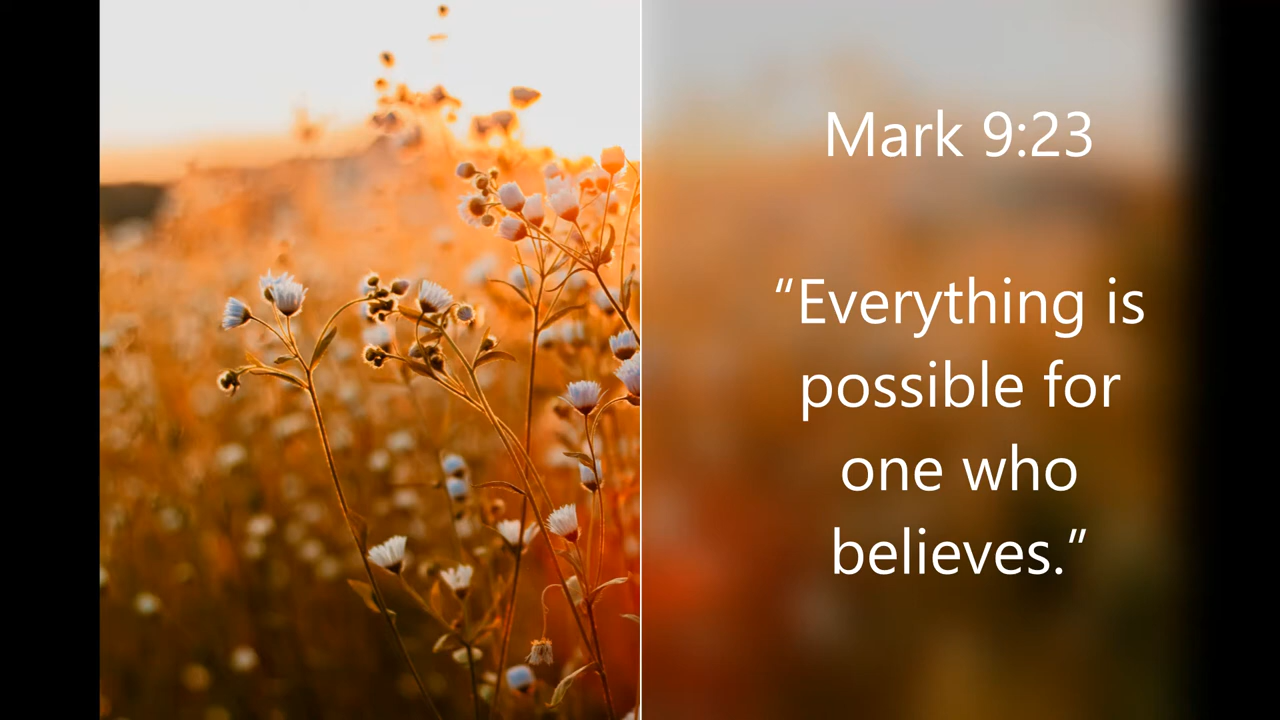 Mark 9:23
“Everything is
possible for
one who
believes.”